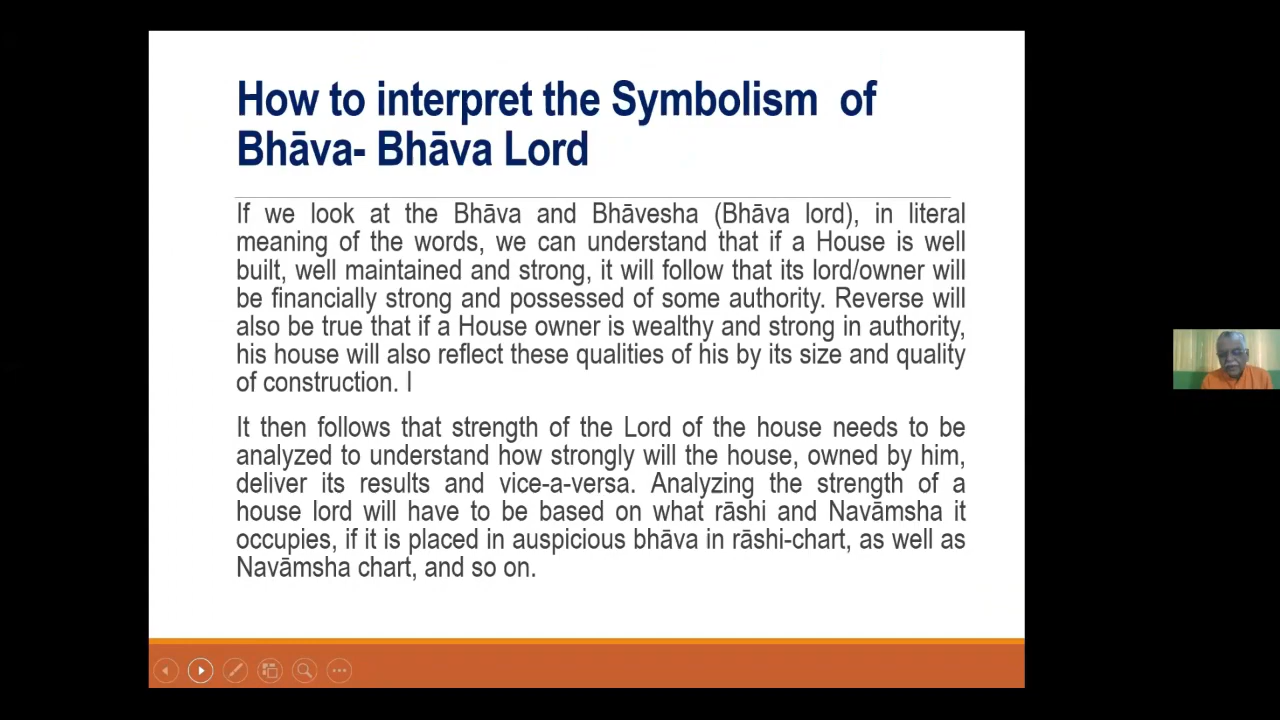 How to interpret the Symbolism  of
Bhāva- Bhāva Lord
If we look at the Bhāva and Bhāvesha (Bhāva lord), in literal
meaning of the words, we can understand that if a House is well
built, well maintained and strong, it will follow that its lord/owner will
be financially strong and possessed of some authority. Reverse will
also be true that if a House owner is wealthy and strong in authority,
his house will also reflect these qualities of his by its size and quality
of construction. I
It then follows that strength of the Lord of the house needs to be
analyzed to understand how strongly will the house, owned by him,
deliver its results and vice-a-versa. Analyzing the strength of a
house lord will have to be based on what rāshi and Navāmsha it
occupies, if it is placed in auspicious bhāva in rāshi-chart, as well as
Navāmsha chart, and so on.